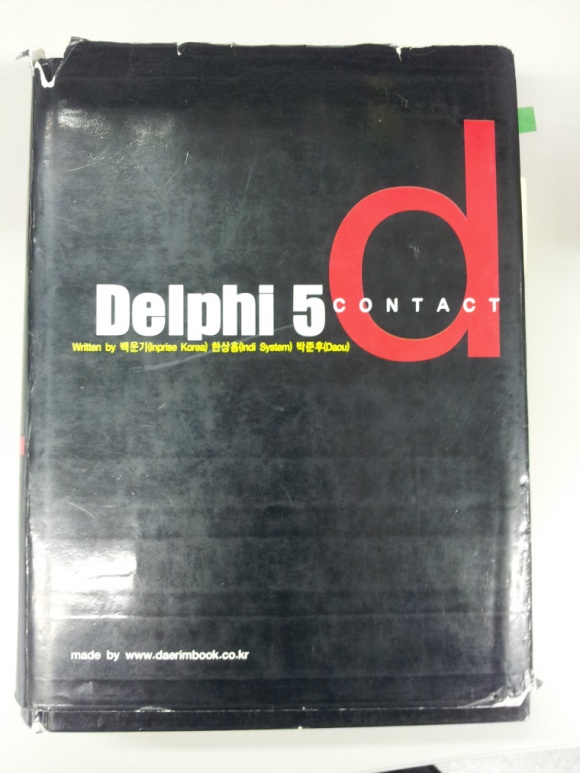 d
Delphi 5 CONTACT
Written by 백운기(Inprise Korea) 한상흥(Indi System) 박준후(Daou)
made by www.daerimbook.co.kr